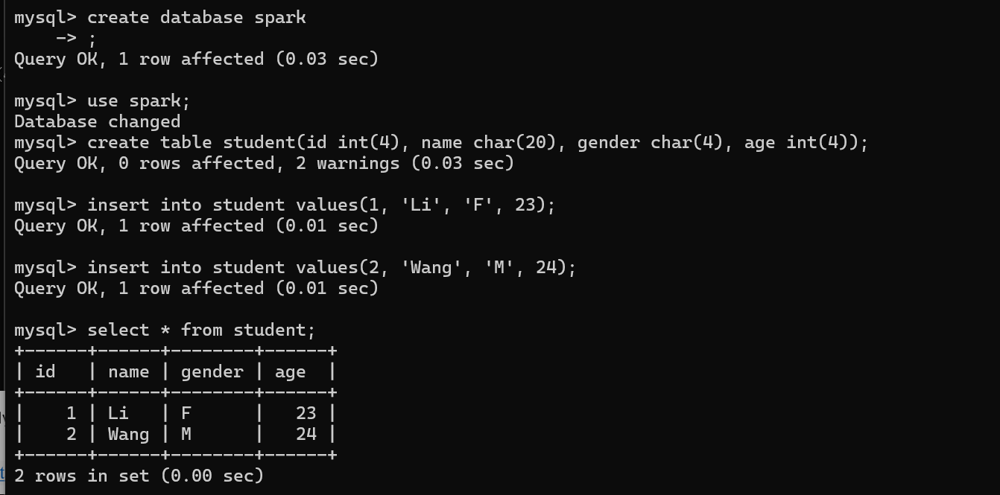 mysql> create database spark
    -> ;
Query OK, 1 row affected (0.03 sec)
mysql> use spark;
Database changed
mysql> create table student(id int(4), name char(20), gender char(4), age int(4));
Query OK, 0 rows affected, 2 warnings (0.03 sec)
mysql> insert into student values(1, 'Li', 'F', 23);
Query OK, 1 row affected (0.01 sec)
mysql> insert into student values(2, 'Wang', 'M', 24);
Query OK, 1 row affected (0.01 sec)
mysql> select * from student;
+------+------+--------+------+
| id   | name | gender | age  |
+------+------+--------+------+
|    1 | Li   | F      |   23 |
|    2 | Wang | M      |   24 |
+------+------+--------+------+
2 rows in set (0.00 sec)